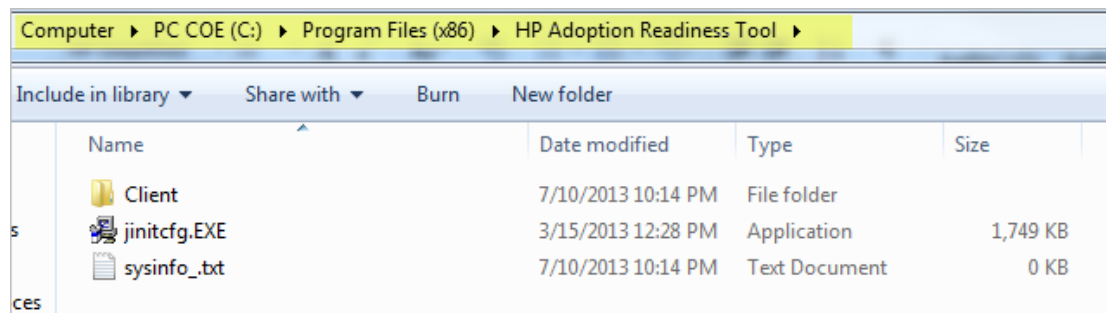 Computer ▸ PC COE (C:) ▸ Program Files (x86) ▸ HP Adoption Readiness Tool ▸
Include in library ▾ Share with ▾ Burn New folder
Name Date modified Type Size
Client 7/10/2013 10:14 PM File folder
s jinitcfg.EXE 3/15/2013 12:28 PM Application 1,749 KB
sysinfo_.txt 7/10/2013 10:14 PM Text Document 0 KB
ces